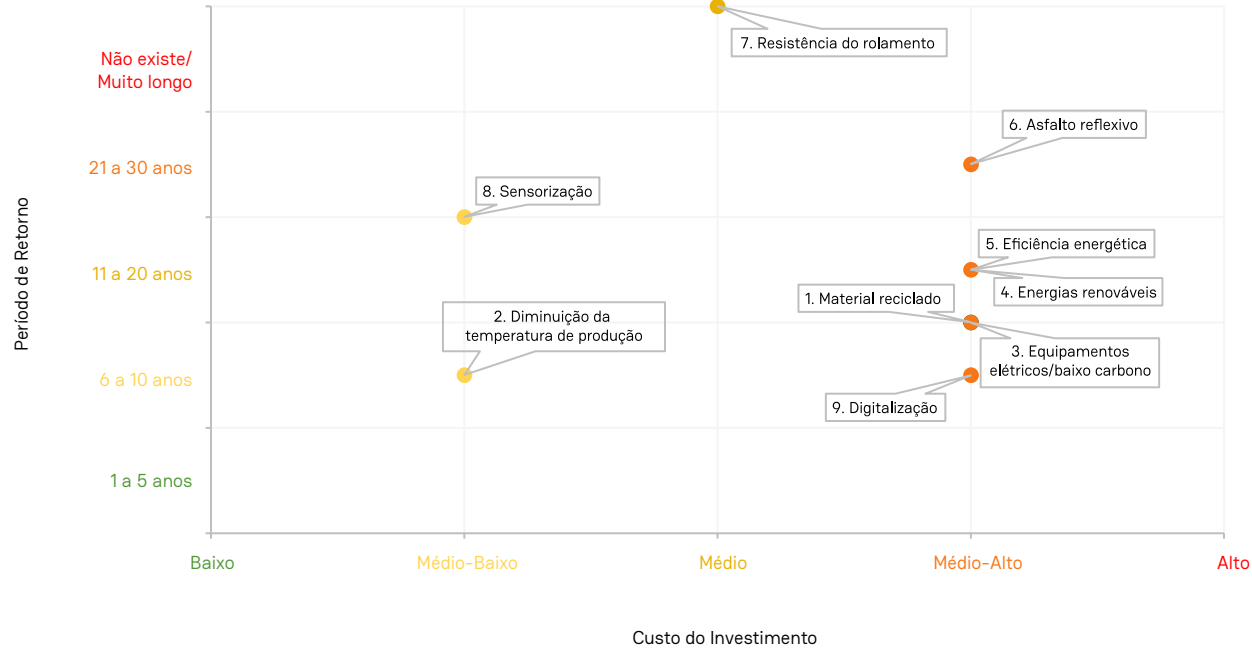 Não existe/
Muito longo
21 a 30 anos
11 a 20 anos
6 a 10 anos
1 a 5 anos
Período de Retorno
7. Resistência do rolamento
6. Asfalto reflexivo
8. Sensorização
5. Eficiência energética
4. Energias renováveis
1. Material reciclado
2. Diminuição da
temperatura de produção
3. Equipamentos
elétricos/baixo carbono
9. Digitalização
Baixo
Médio-Baixo
Médio
Médio-Alto
Alto
Custo do Investimento